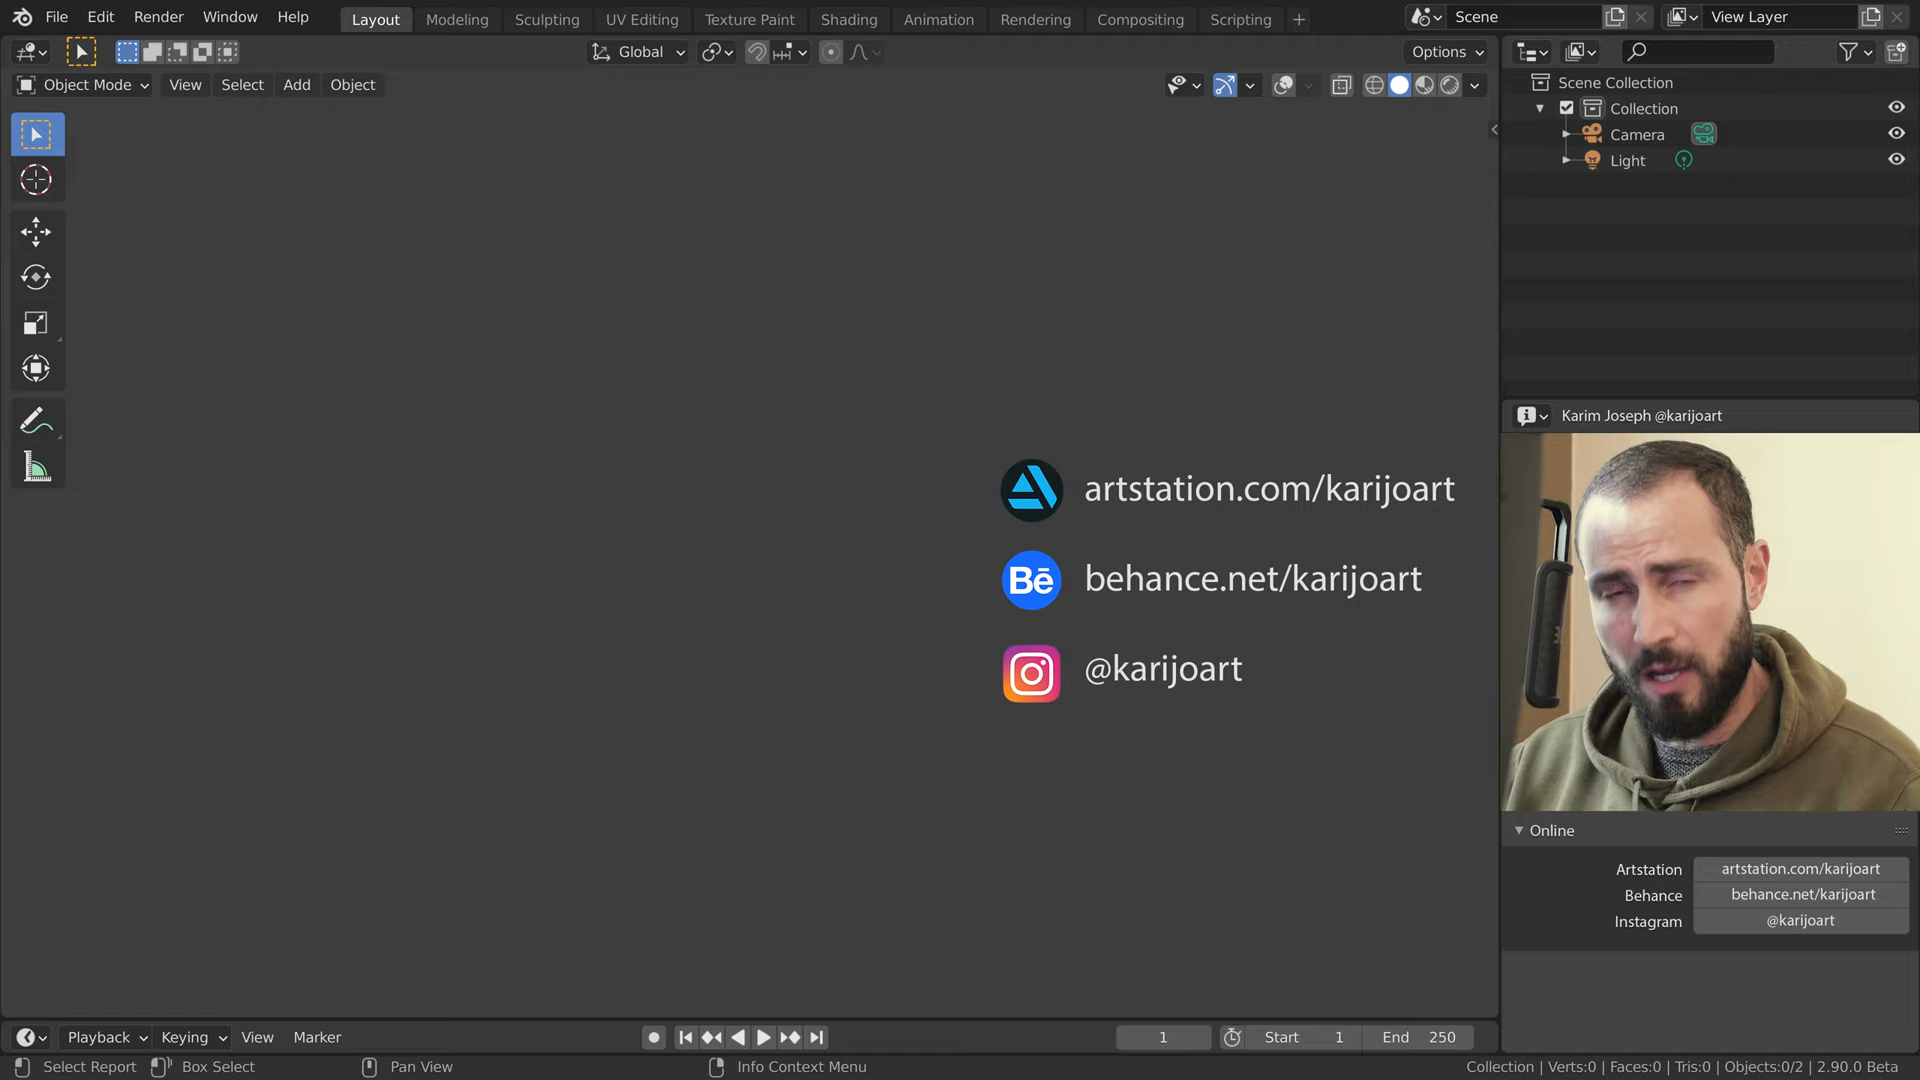 File Edit Render Window Help Layout Modeling Sculpting UV Editing Texture Paint Shading Animation Rendering Compositing Scripting + Scene View Layer
Global Options
Object Mode View Select Add Object
Scene Collection
Collection
Camera
Light
Karim Joseph @karijoart
artstation.com/karijoart
Bē behance.net/karijoart
@karijoart
Online
Artstation artstation.com/karijoart
Behance behance.net/karijoart
Instagram @karijoart
Playback Keying View Marker 1 Start 1 End 250
Select Report Box Select Pan View Info Context Menu Collection | Verts:0 | Faces:0 | Tris:0 | Objects:0/2 | 2.90.0 Beta